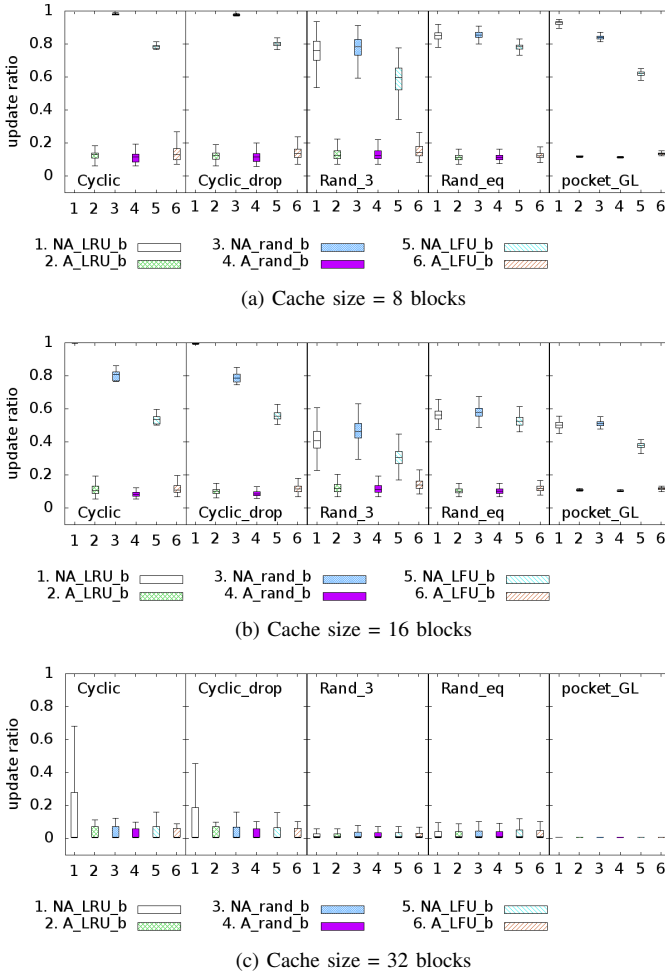 1
0.8
0.6
0.4
0.2
0
update ratio
Cyclic Cyclic_drop Rand_3 Rand_eq pocket_GL
1 2 3 4 5 6 1 2 3 4 5 6 1 2 3 4 5 6 1 2 3 4 5 6 1 2 3 4 5 6
1. NA_LRU_b 3. NA_rand_b 5. NA_LFU_b
2. A_LRU_b 4. A_rand_b 6. A_LFU_b
(a) Cache size = 8 blocks
1
0.8
0.6
0.4
0.2
0
update ratio
Cyclic Cyclic_drop Rand_3 Rand_eq pocket_GL
1 2 3 4 5 6 1 2 3 4 5 6 1 2 3 4 5 6 1 2 3 4 5 6 1 2 3 4 5 6
1. NA_LRU_b 3. NA_rand_b 5. NA_LFU_b
2. A_LRU_b 4. A_rand_b 6. A_LFU_b
(b) Cache size = 16 blocks
1
0.8
0.6
0.4
0.2
0
update ratio
Cyclic Cyclic_drop Rand_3 Rand_eq pocket_GL
1 2 3 4 5 6 1 2 3 4 5 6 1 2 3 4 5 6 1 2 3 4 5 6 1 2 3 4 5 6
1. NA_LRU_b 3. NA_rand_b 5. NA_LFU_b
2. A_LRU_b 4. A_rand_b 6. A_LFU_b
(c) Cache size = 32 blocks